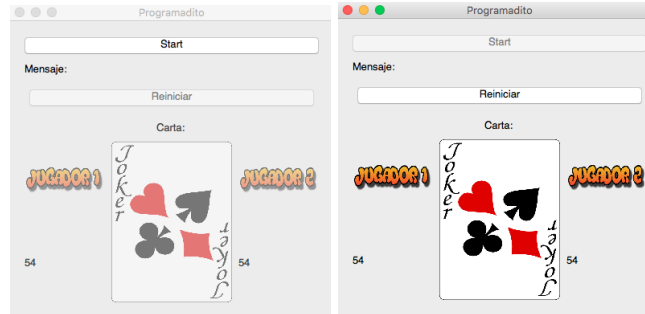 Programadito
Start
Mensaje:
Reiniciar
Carta:
Joker
JUGADOR 1
JUGADOR 2
54
54
Joker
Programadito
Start
Mensaje:
Reiniciar
Carta:
Joker
JUGADOR 1
JUGADOR 2
54
54
Joker